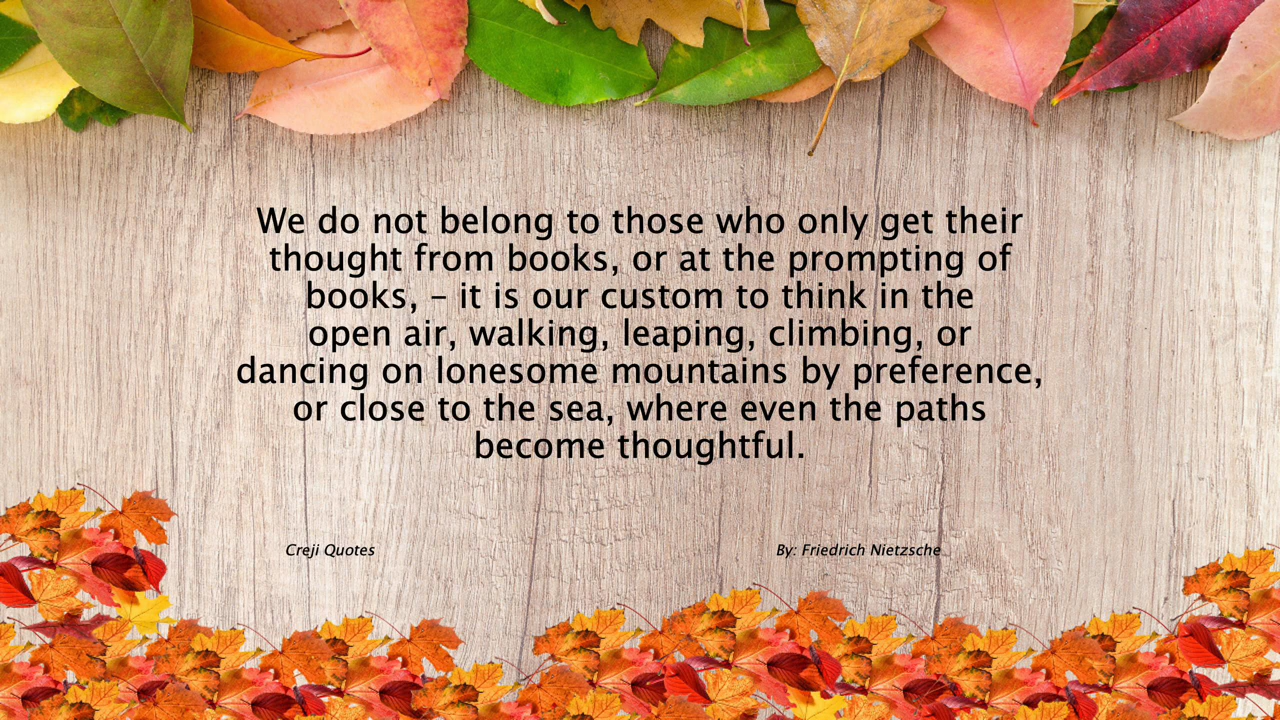 We do not belong to those who only get their
thought from books, or at the prompting of
books, – it is our custom to think in the
open air, walking, leaping, climbing, or
dancing on lonesome mountains by preference,
or close to the sea, where even the paths
become thoughtful.
Creji Quotes
By: Friedrich Nietzsche